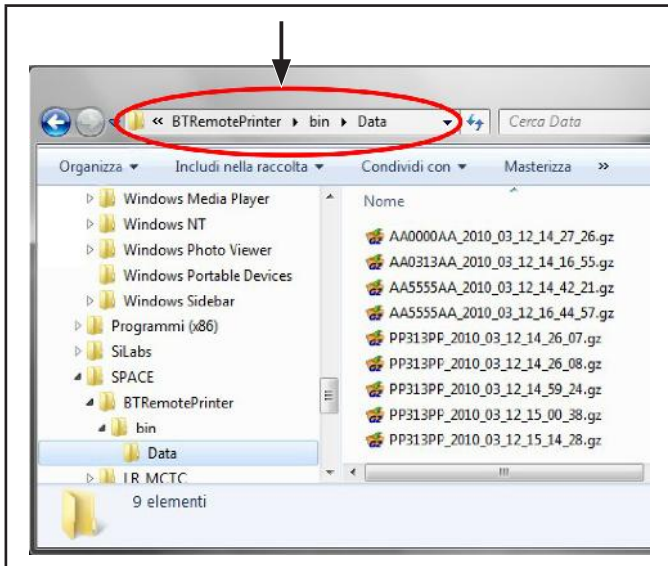 « BTRemotePrinter ▸ bin ▸ Data
Cerca Data
Organizza Includi nella raccolta Condividi con Masterizza »
Windows Media Player
Windows NT
Windows Photo Viewer
Windows Portable Devices
Windows Sidebar
Programmi (x86)
SiLabs
SPACE
BTRemotePrinter
bin
Data
LR MCTC
Nome
AA0000AA_2010_03_12_14_27_26.gz
AA0313AA_2010_03_12_14_16_55.gz
AA5555AA_2010_03_12_14_42_21.gz
AA5555AA_2010_03_12_16_44_57.gz
PP313PP_2010_03_12_14_26_07.gz
PP313PP_2010_03_12_14_26_08.gz
PP313PP_2010_03_12_14_59_24.gz
PP313PP_2010_03_12_15_00_38.gz
PP313PP_2010_03_12_15_14_28.gz
9 elementi